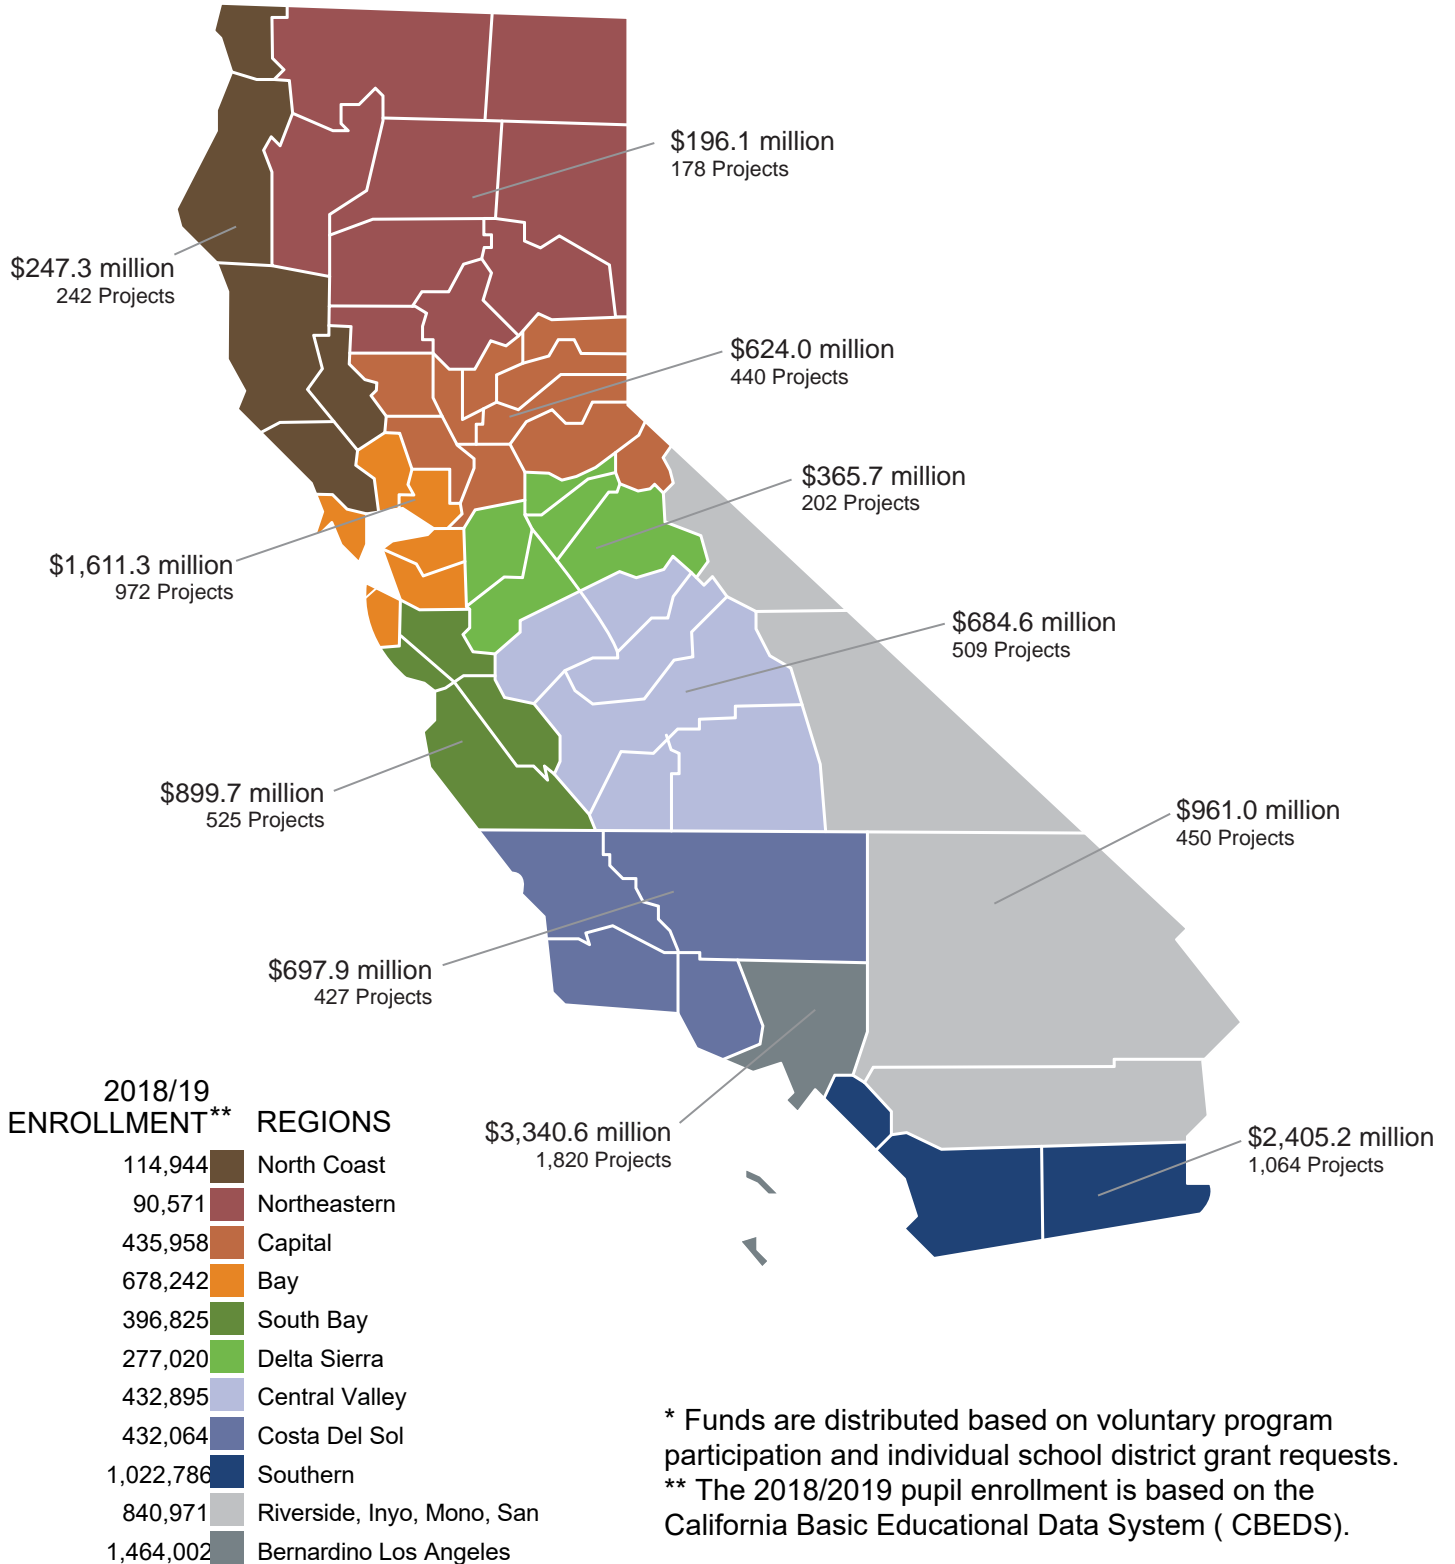 $196.1 million
178 Projects
$247.3 million
242 Projects
$624.0 million
440 Projects
$365.7 million
202 Projects
$1,611.3 million
972 Projects
$684.6 million
509 Projects
$899.7 million
525 Projects
$961.0 million
450 Projects
$697.9 million
427 Projects
$3,340.6 million
1,820 Projects
$2,405.2 million
1,064 Projects
2018/19
ENROLLMENT** REGIONS
114,944 North Coast
90,571 Northeastern
435,958 Capital
678,242 Bay
396,825 South Bay
277,020 Delta Sierra
432,895 Central Valley
432,064 Costa Del Sol
1,022,786 Southern
840,971 Riverside, Inyo, Mono, San
1,464,002 Bernardino Los Angeles
* Funds are distributed based on voluntary program
participation and individual school district grant requests.
** The 2018/2019 pupil enrollment is based on the
California Basic Educational Data System ( CBEDS).